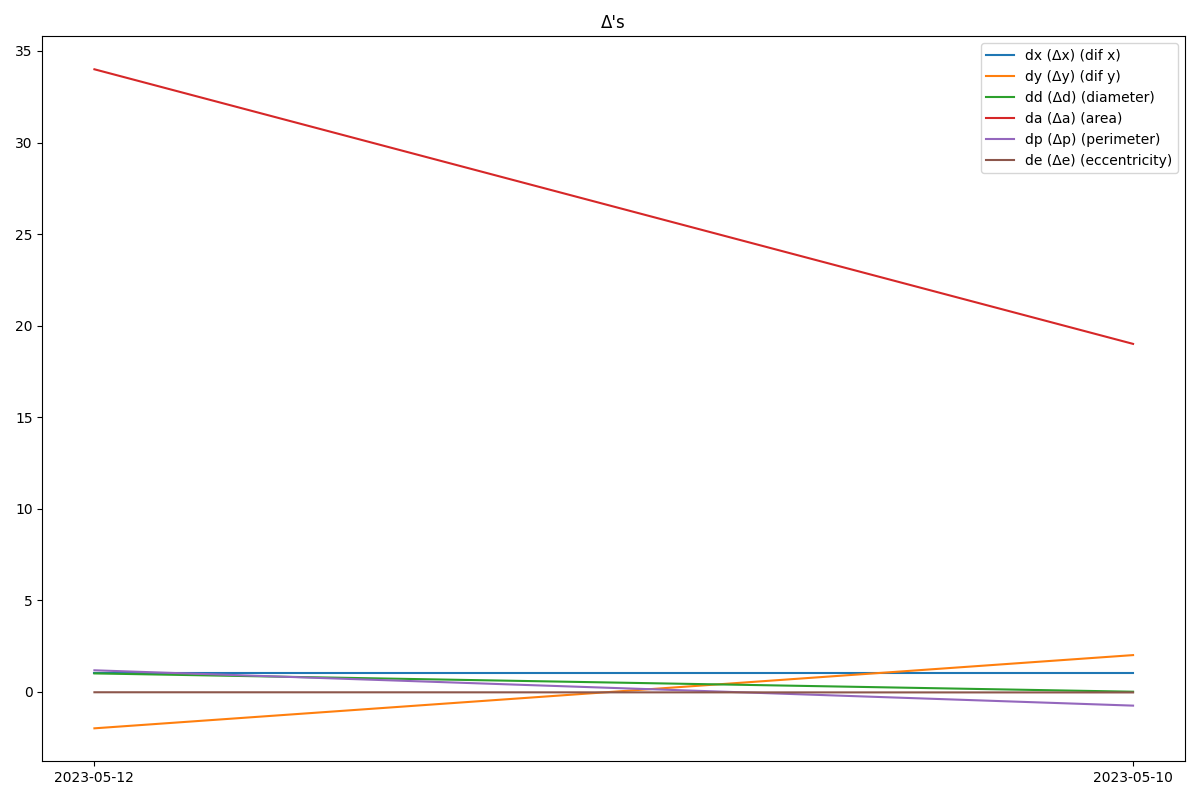 Δ's
35
30
25
20
15
10
5
0
dx (Δx) (dif x)
dy (Δy) (dif y)
dd (Δd) (diameter)
da (Δa) (area)
dp (Δp) (perimeter)
de (Δe) (eccentricity)
2023-05-12
2023-05-10